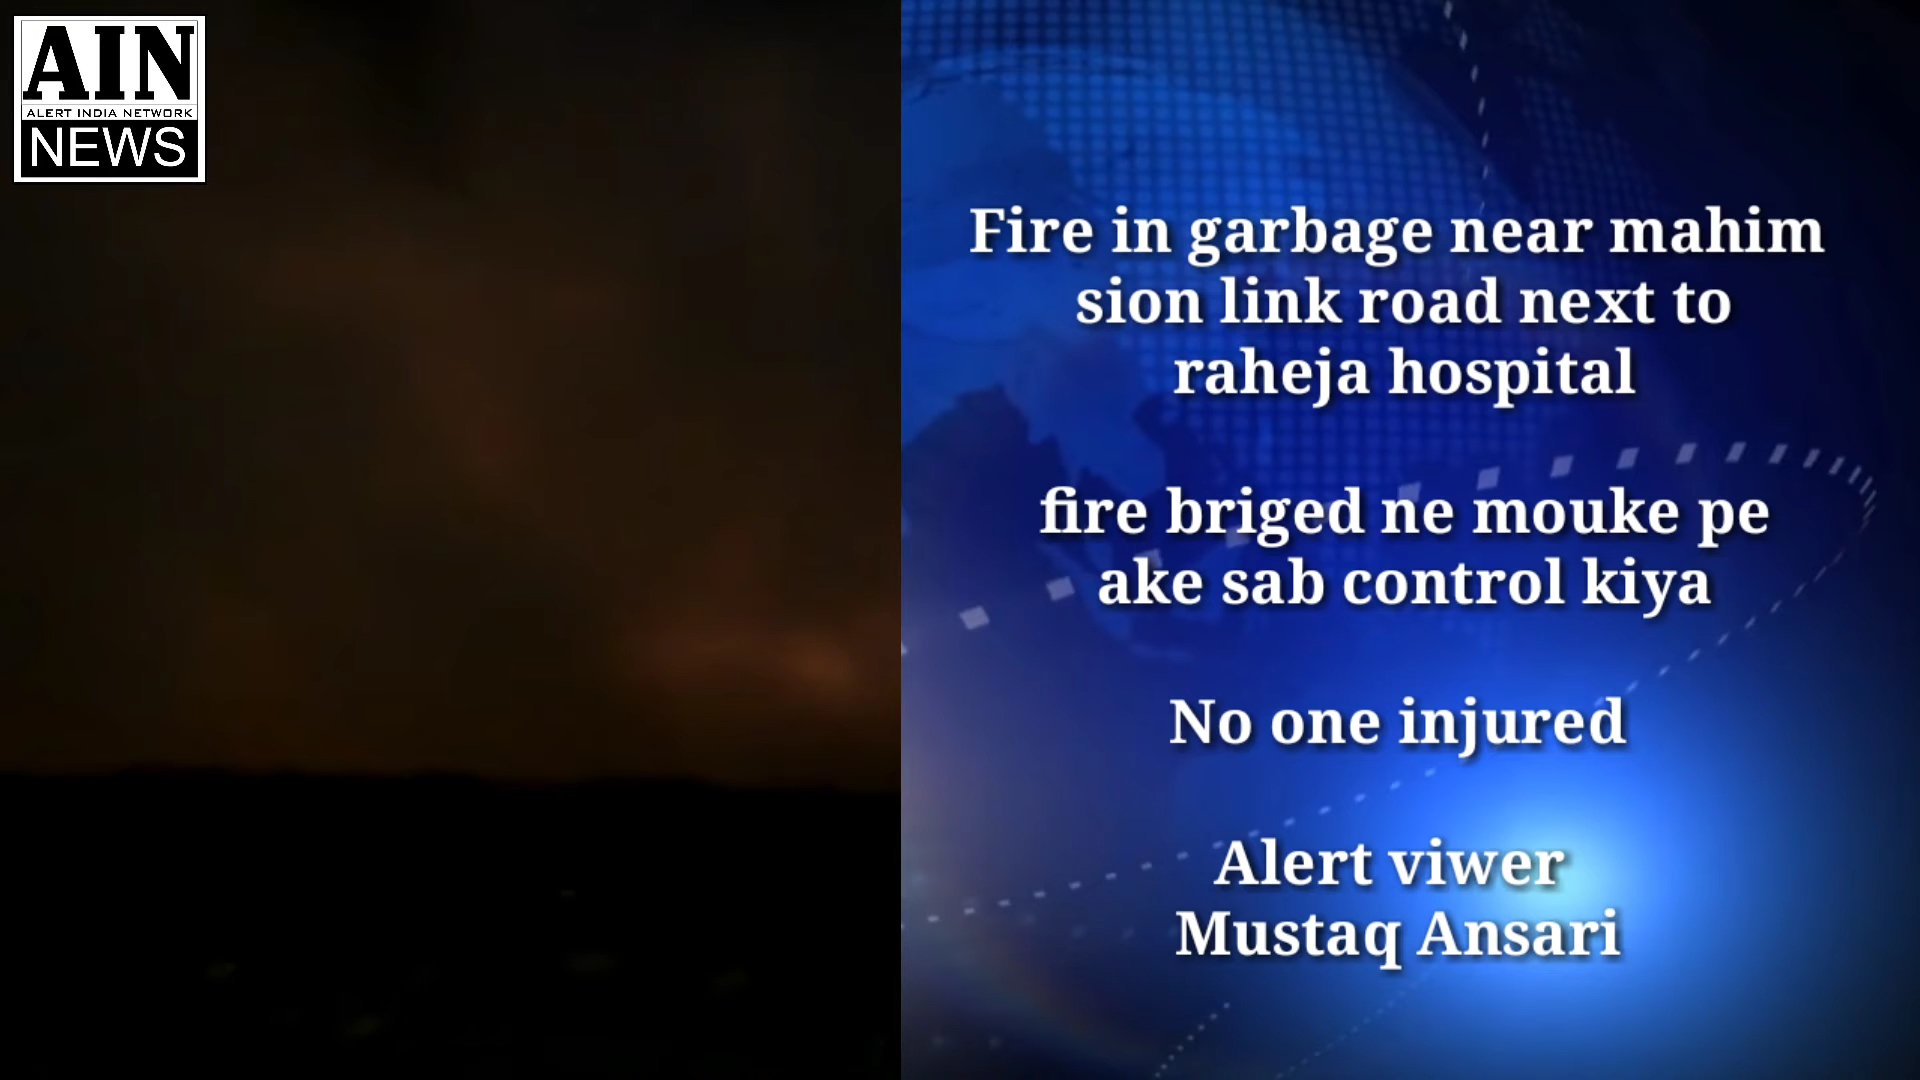 AIN
ALERT INDIA NETWORK
NEWS
Fire in garbage near mahim
sion link road next to
raheja hospital
fire briged ne mouke pe
ake sab control kiya
No one injured
Alert viwer
Mustaq Ansari